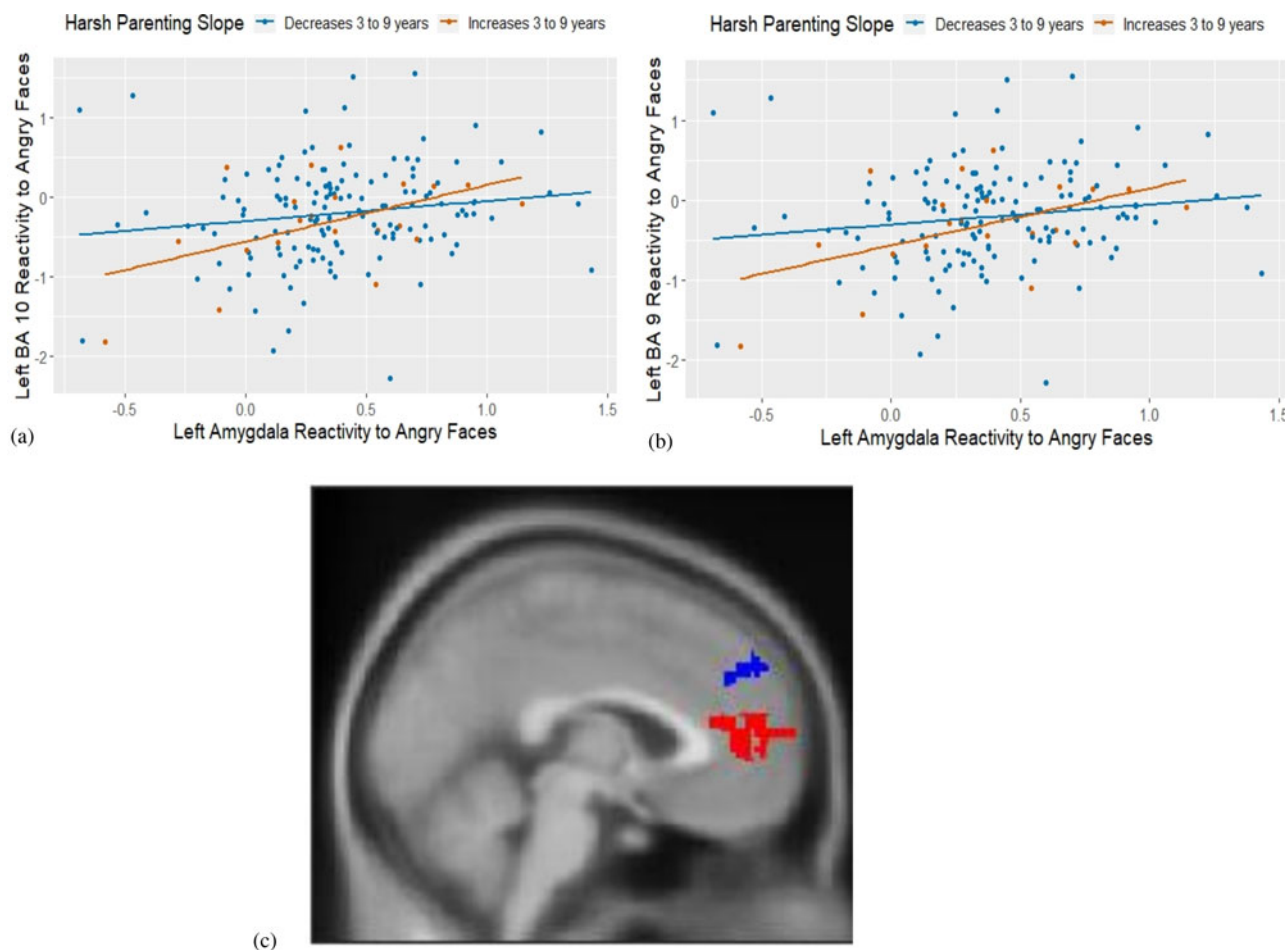 Harsh Parenting Slope Decreases 3 to 9 years Increases 3 to 9 years
1
0
-1
-2
Left BA 10 Reactivity to Angry Faces
-0.5 0.0 0.5 1.0 1.5
Left Amygdala Reactivity to Angry Faces
(a)
Harsh Parenting Slope Decreases 3 to 9 years Increases 3 to 9 years
1
0
-1
-2
Left BA 9 Reactivity to Angry Faces
-0.5 0.0 0.5 1.0 1.5
Left Amygdala Reactivity to Angry Faces
(b)
(c)